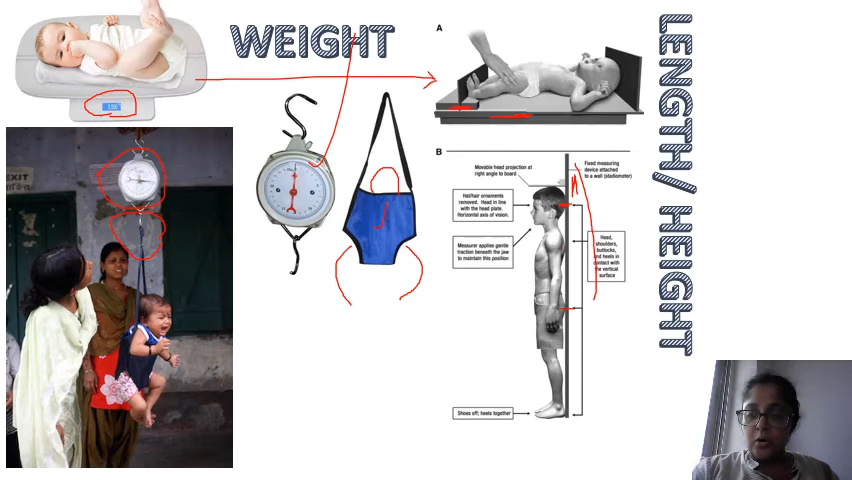 WEIGHT
A
B
Movable head projection at
right angle to board
Fixed measuring
device attached
to a wall (stadiometer)
Hat/hair ornaments
removed. Head in line
with the head plate.
Horizontal axis of vision.
Measurer applies gentle
traction beneath the jaw
to maintain this position
Head,
shoulders,
buttocks,
and heels in
contact with
the vertical
surface
Shoes off; heels together
LENGTH/ HEIGHT
EXIT